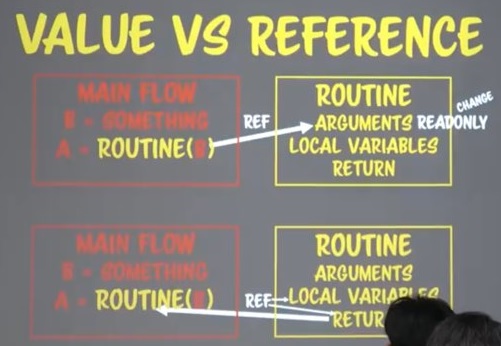 VALUE VS REFERENCE
MAIN FLOW
B = SOMETHING
A = ROUTINE(B)
REF
ROUTINE
ARGUMENTS READONLY
CHANGE
LOCAL VARIABLES
RETURN
MAIN FLOW
B = SOMETHING
A = ROUTINE(B)
REF
ROUTINE
ARGUMENTS
LOCAL VARIABLES
RETUR